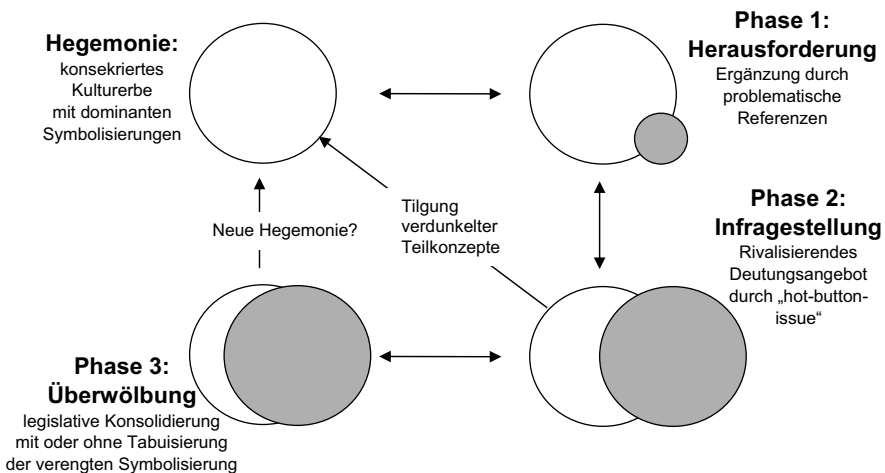 Hegemonie:
konsekriertes
Kulturerbe
mit dominanten
Symbolisierungen
Phase 1:
Herausforderung
Ergänzung durch
problematische
Referenzen
Phase 2:
Infragestellung
Rivalisierendes
Deutungsangebot
durch „hot-button-
issue“
Tilgung
verdunkelter
Teilkonzepte
Neue Hegemonie?
Phase 3:
Überwölbung
legislative Konsolidierung
mit oder ohne Tabuisierung
der verengten Symbolisierung